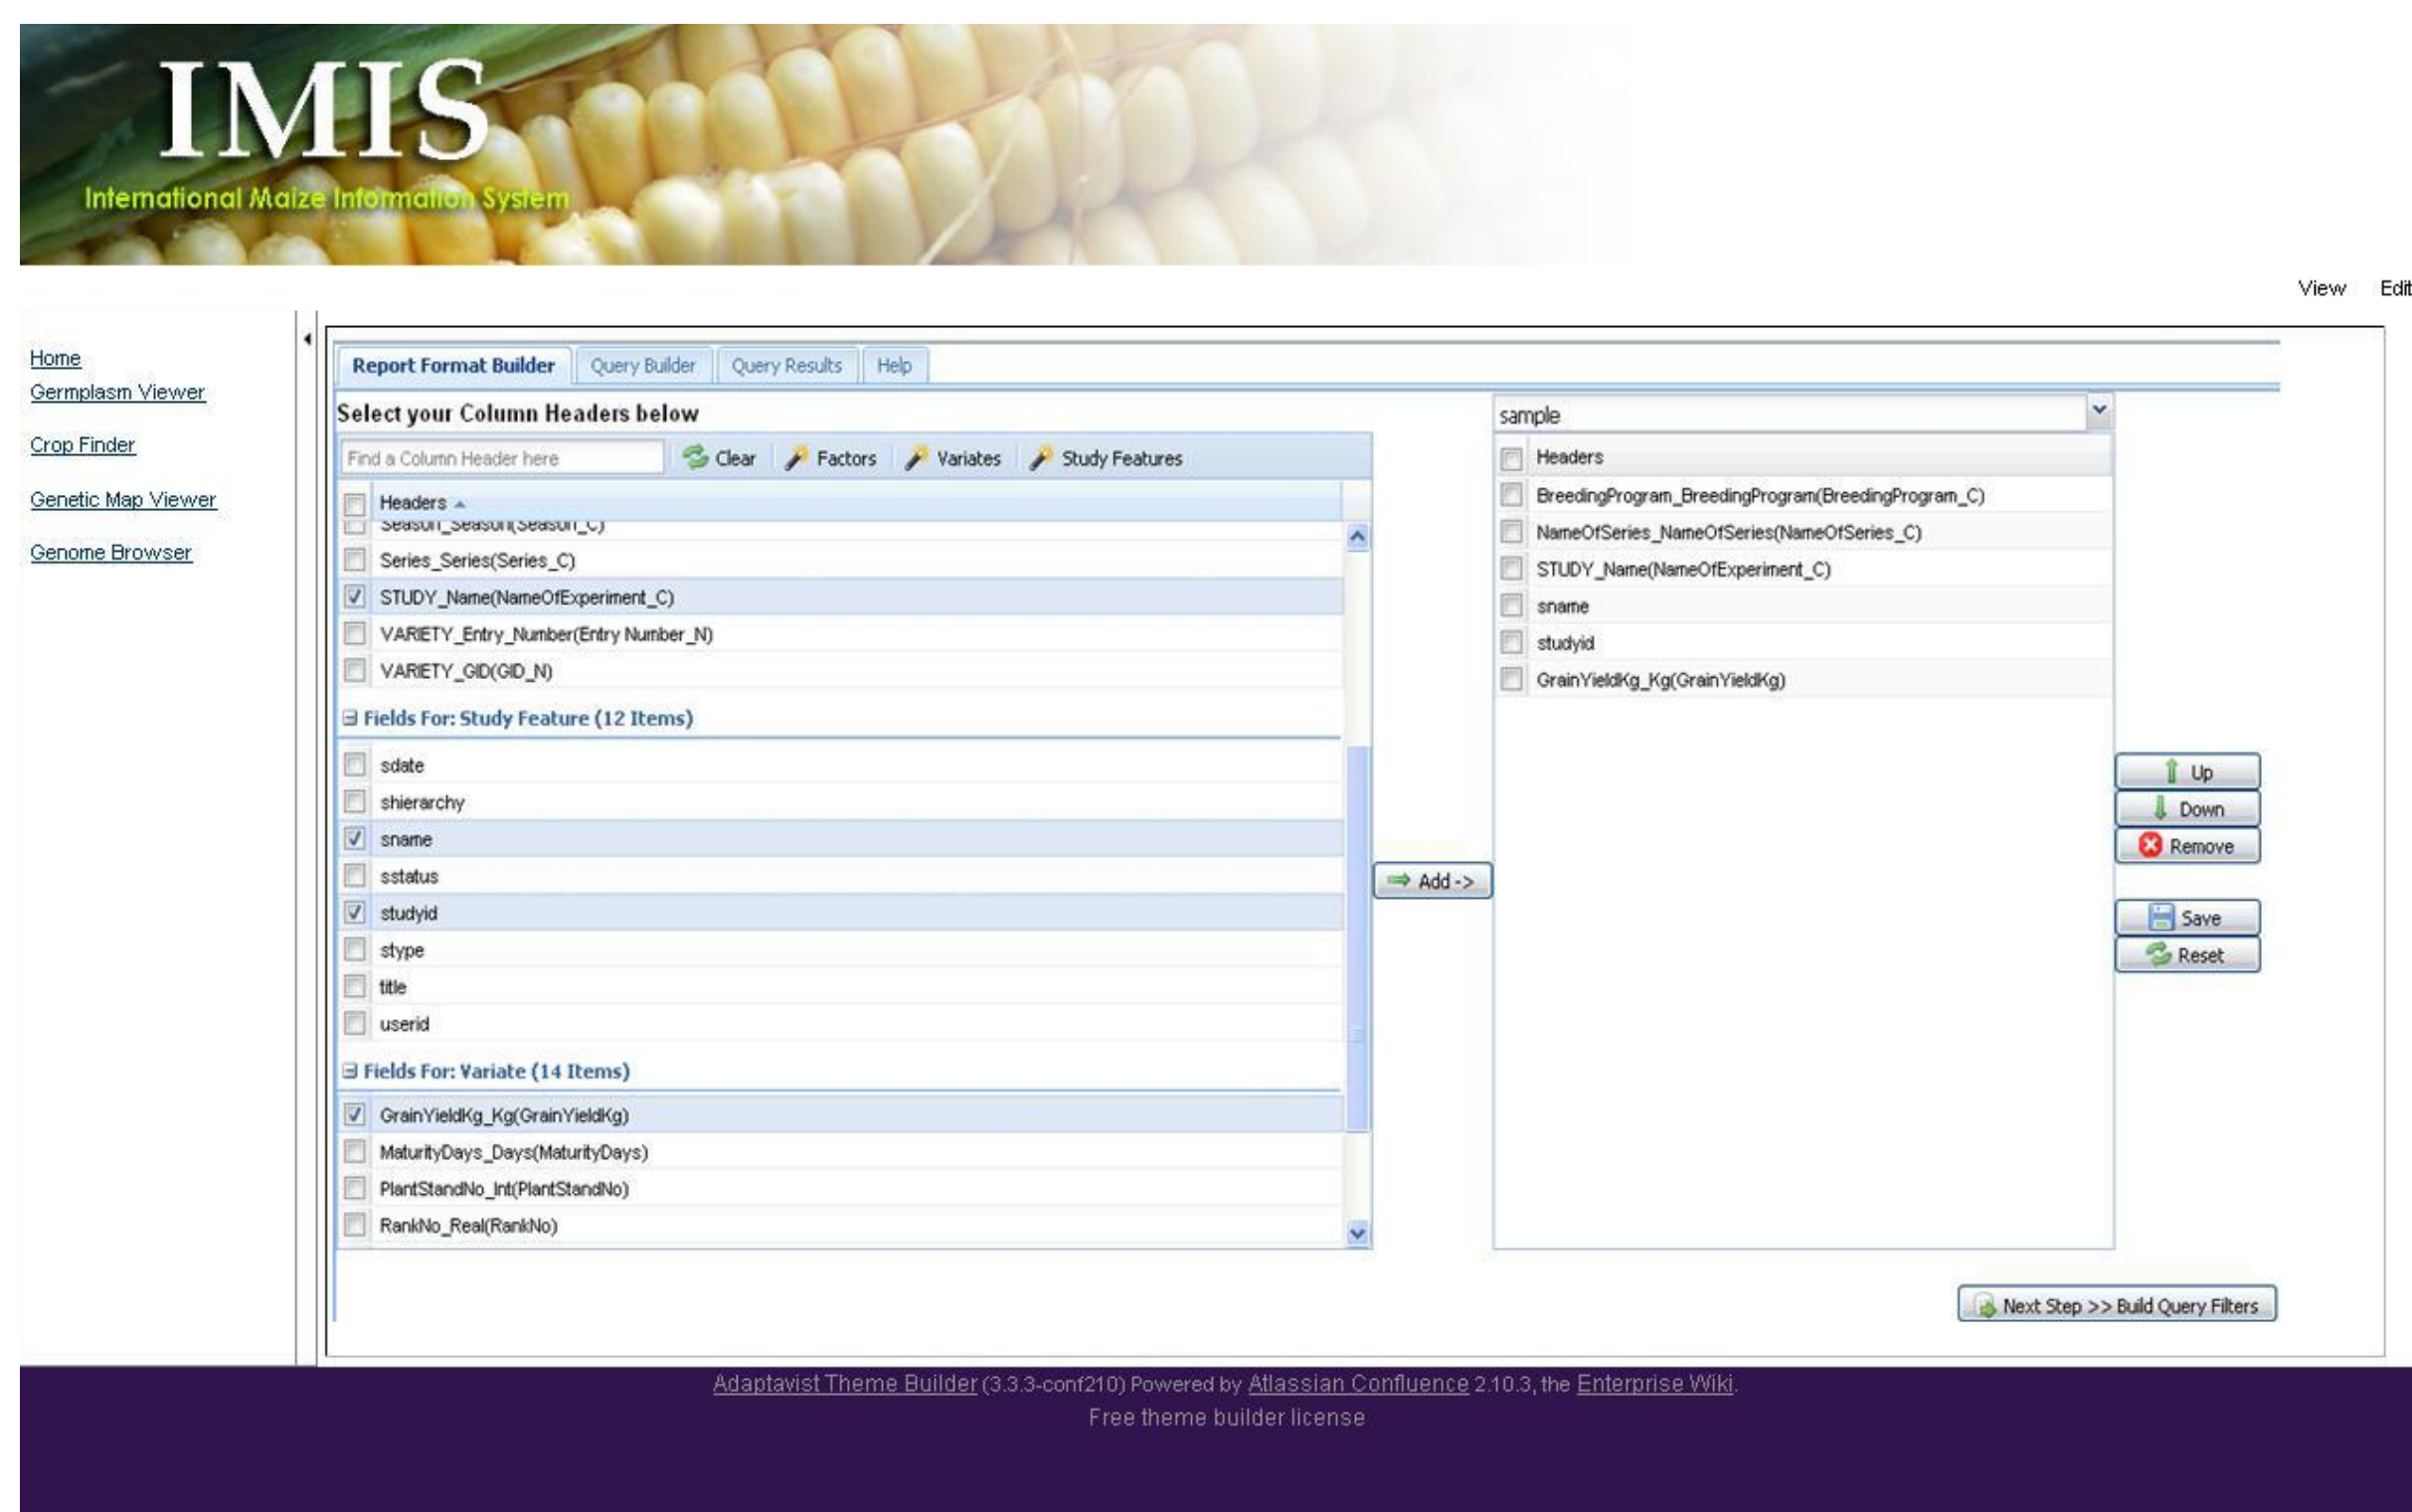 IMIS
International Maize Information System
View Edit
Home
Germplasm Viewer
Crop Finder
Genetic Map Viewer
Genome Browser
Report Format Builder Query Builder Query Results Help
Select your Column Headers below
Find a Column Header here Clear Factors Variates Study Features
Headers
Season_Season(Season_C)
Series_Series(Series_C)
STUDY_Name(NameOfExperiment_C)
VARIETY_Entry_Number(Entry Number_N)
VARIETY_GID(GID_N)
Fields For: Study Feature (12 Items)
sdate
shierarchy
sname
sstatus
studyid
stype
title
userid
Fields For: Variate (14 Items)
GrainYieldKg_Kg(GrainYieldKg)
MaturityDays_Days(MaturityDays)
PlantStandNo_Int(PlantStandNo)
RankNo_Real(RankNo)
Add ->
sample
Headers
BreedingProgram_BreedingProgram(BreedingProgram_C)
NameOfSeries_NameOfSeries(NameOfSeries_C)
STUDY_Name(NameOfExperiment_C)
sname
studyid
GrainYieldKg_Kg(GrainYieldKg)
Up
Down
Remove
Save
Reset
Next Step >> Build Query Filters
Adaptavist Theme Builder (3.3.3-conf210) Powered by Atlassian Confluence 2.10.3, the Enterprise Wiki.
Free theme builder license